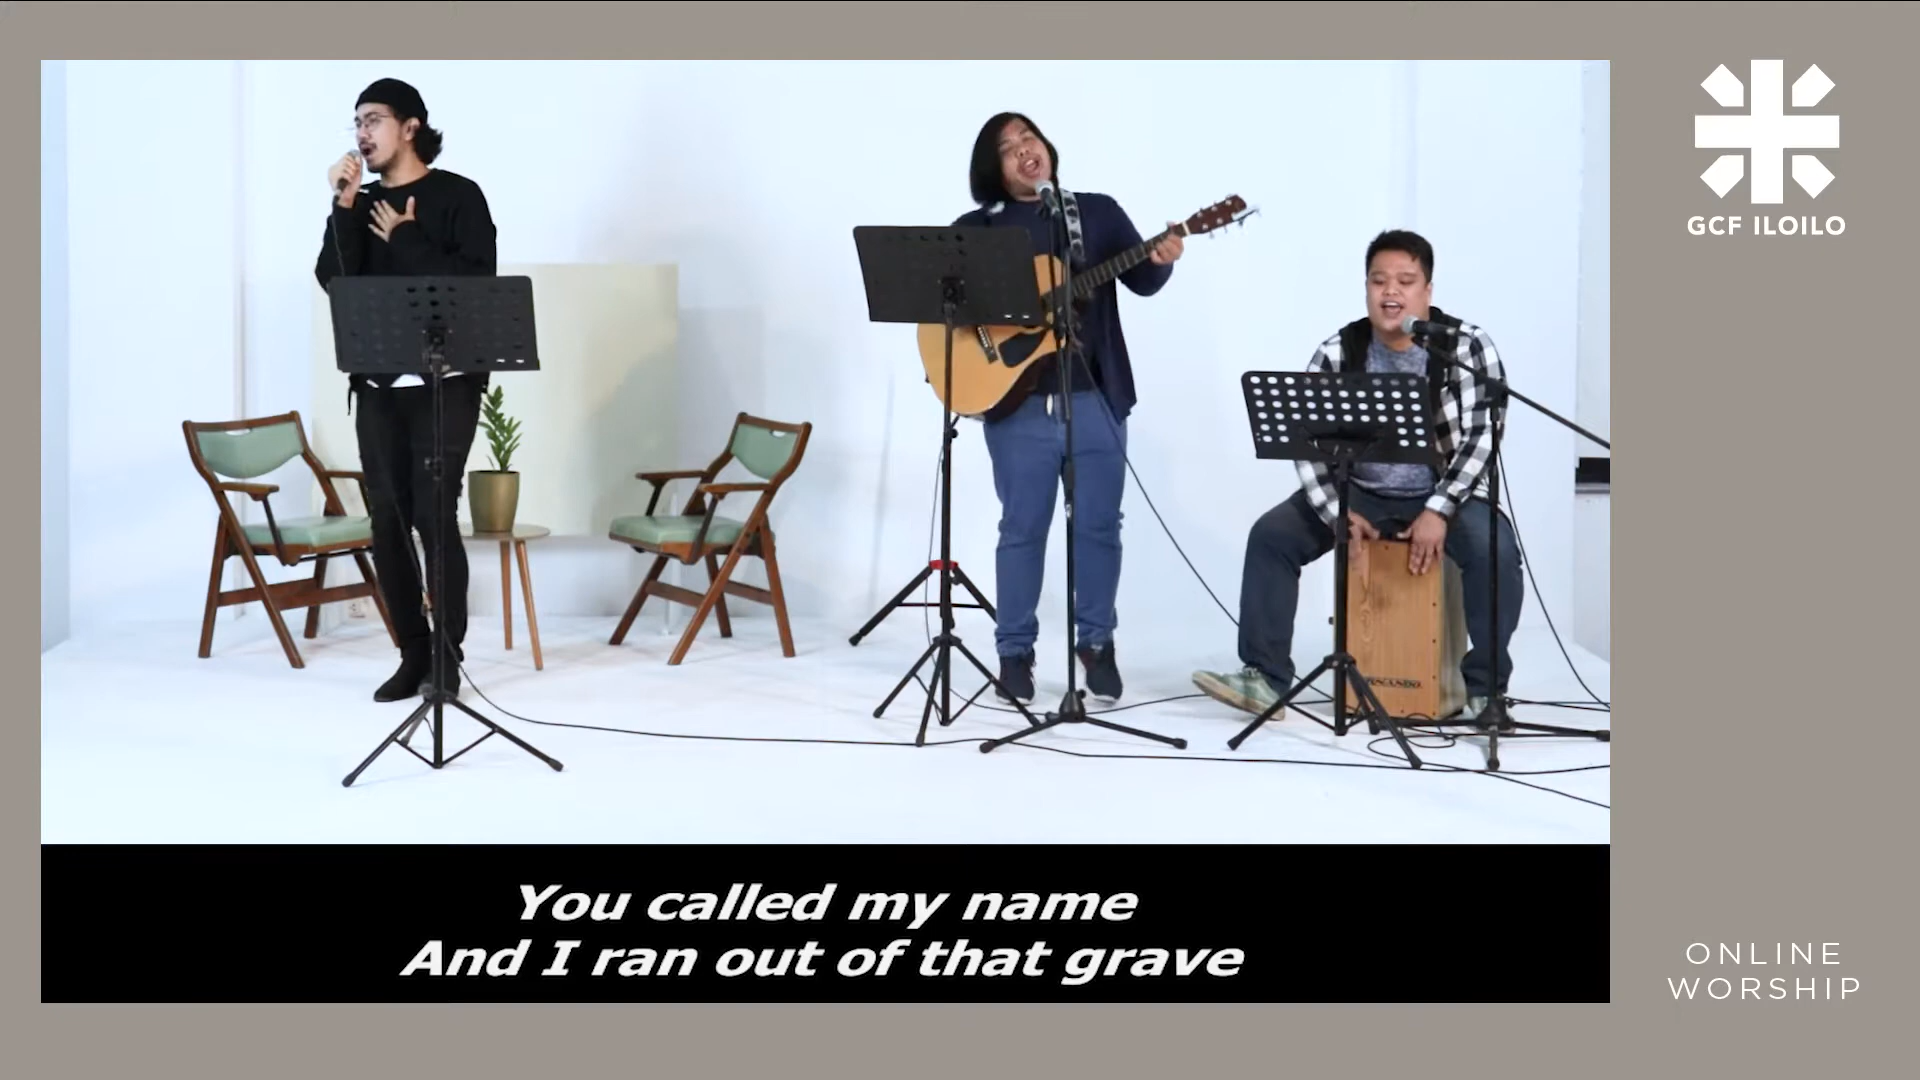 GCF ILOILO
You called my name
And I ran out of that grave
ONLINE
WORSHIP